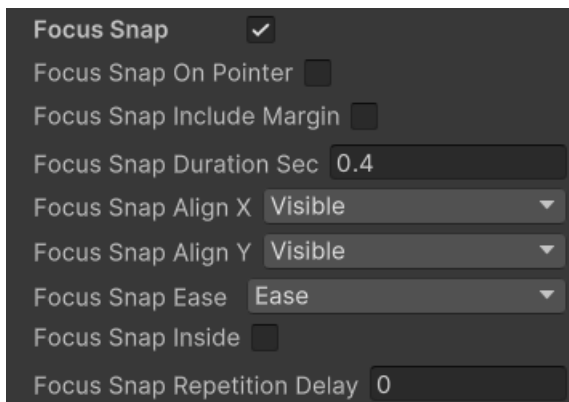 Focus Snap
Focus Snap On Pointer
Focus Snap Include Margin
Focus Snap Duration Sec 0.4
Focus Snap Align X Visible
Focus Snap Align Y Visible
Focus Snap Ease Ease
Focus Snap Inside
Focus Snap Repetition Delay 0